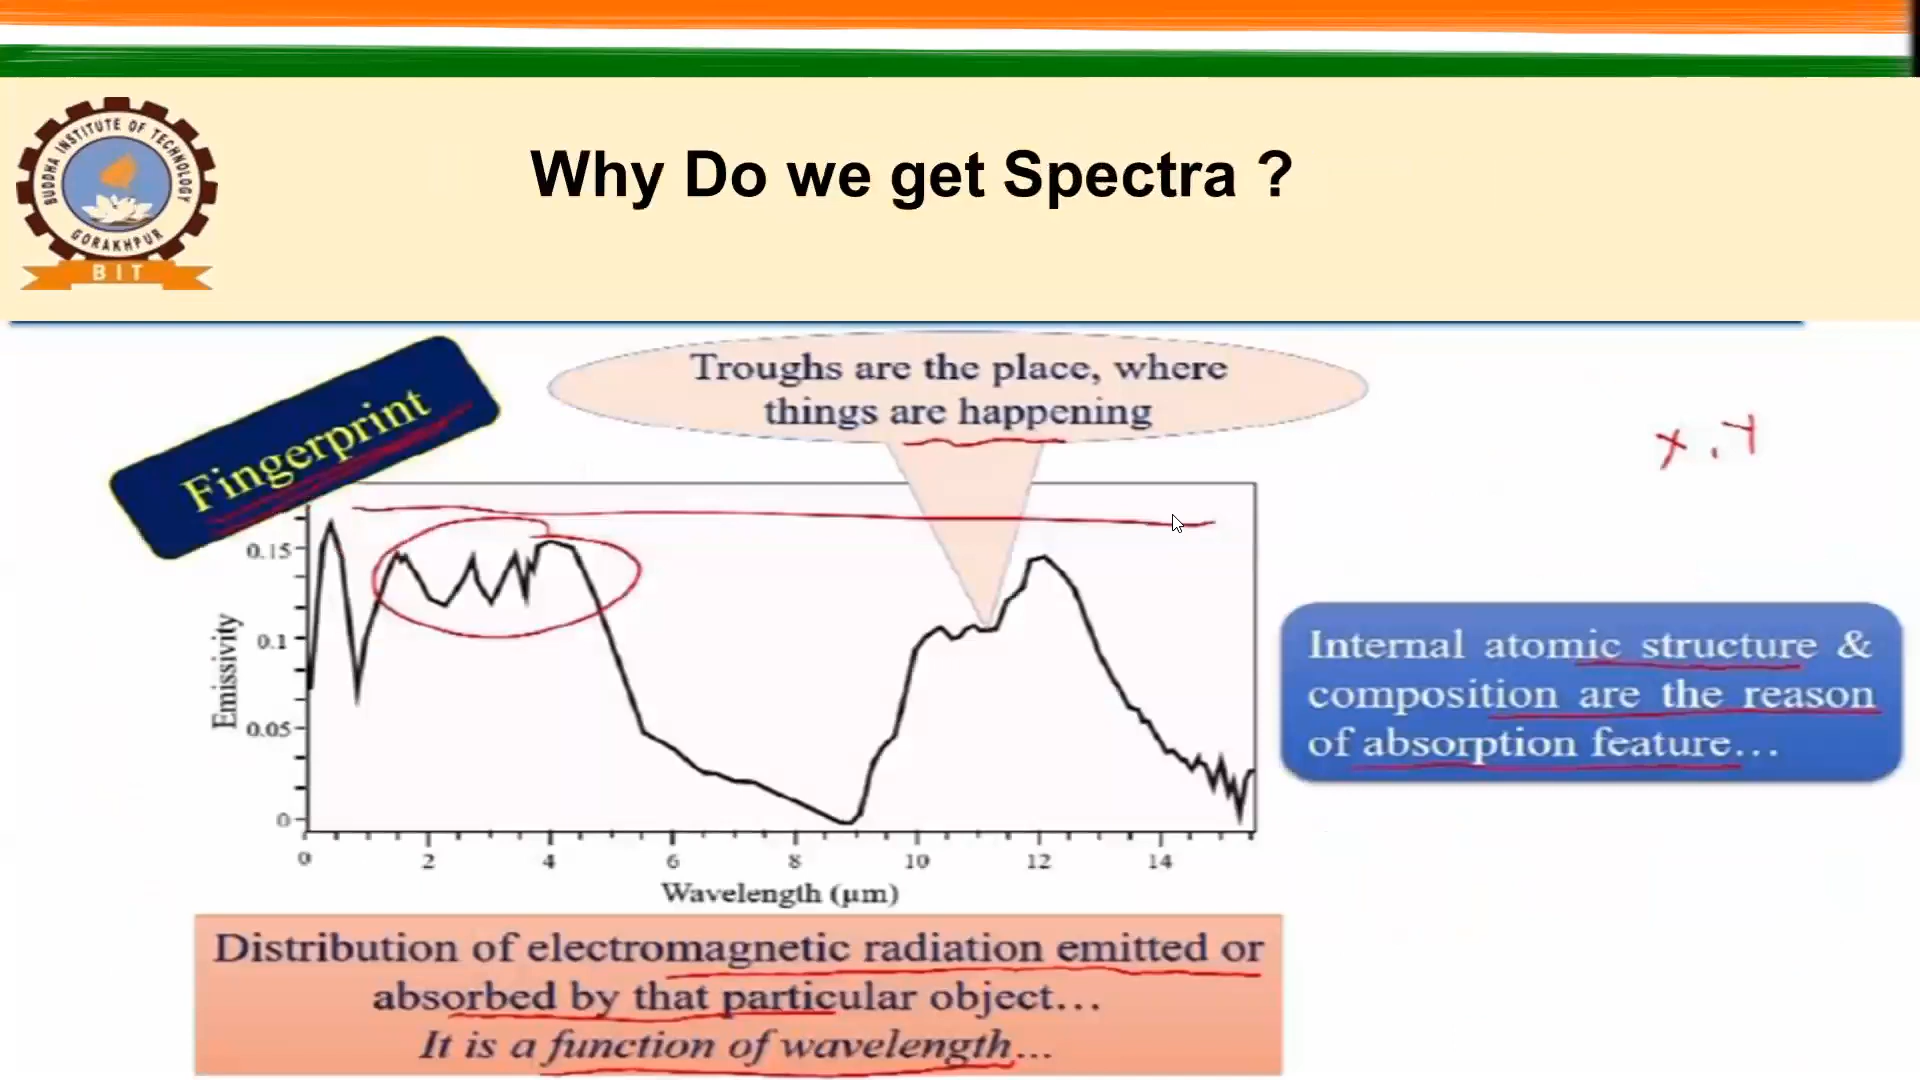 BUDDHA INSTITUTE OF TECHNOLOGY
GORAKHPUR
BIT
Why Do we get Spectra ?
Fingerprint
Troughs are the place, where
things are happening
X, Y
0.15
0.1
0.05
0
Emissivity
0 2 4 6 8 10 12 14
Wavelength (µm)
Internal atomic structure &
composition are the reason
of absorption feature...
Distribution of electromagnetic radiation emitted or
absorbed by that particular object...
It is a function of wavelength...